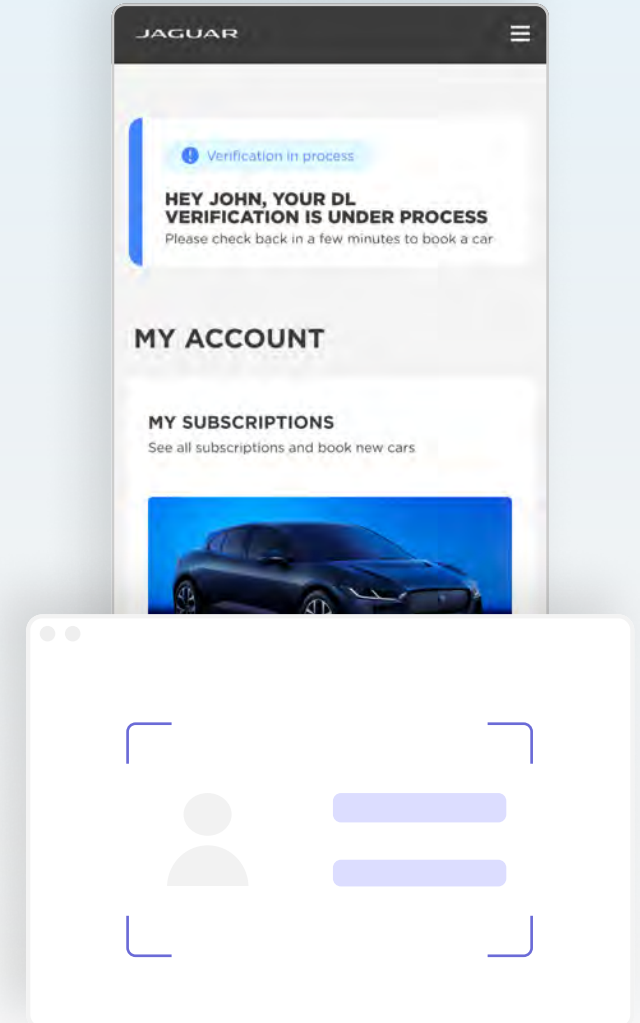 JAGUAR
Verification in process
HEY JOHN, YOUR DL
VERIFICATION IS UNDER PROCESS
Please check back in a few minutes to book a car
MY ACCOUNT
MY SUBSCRIPTIONS
See all subscriptions and book new cars